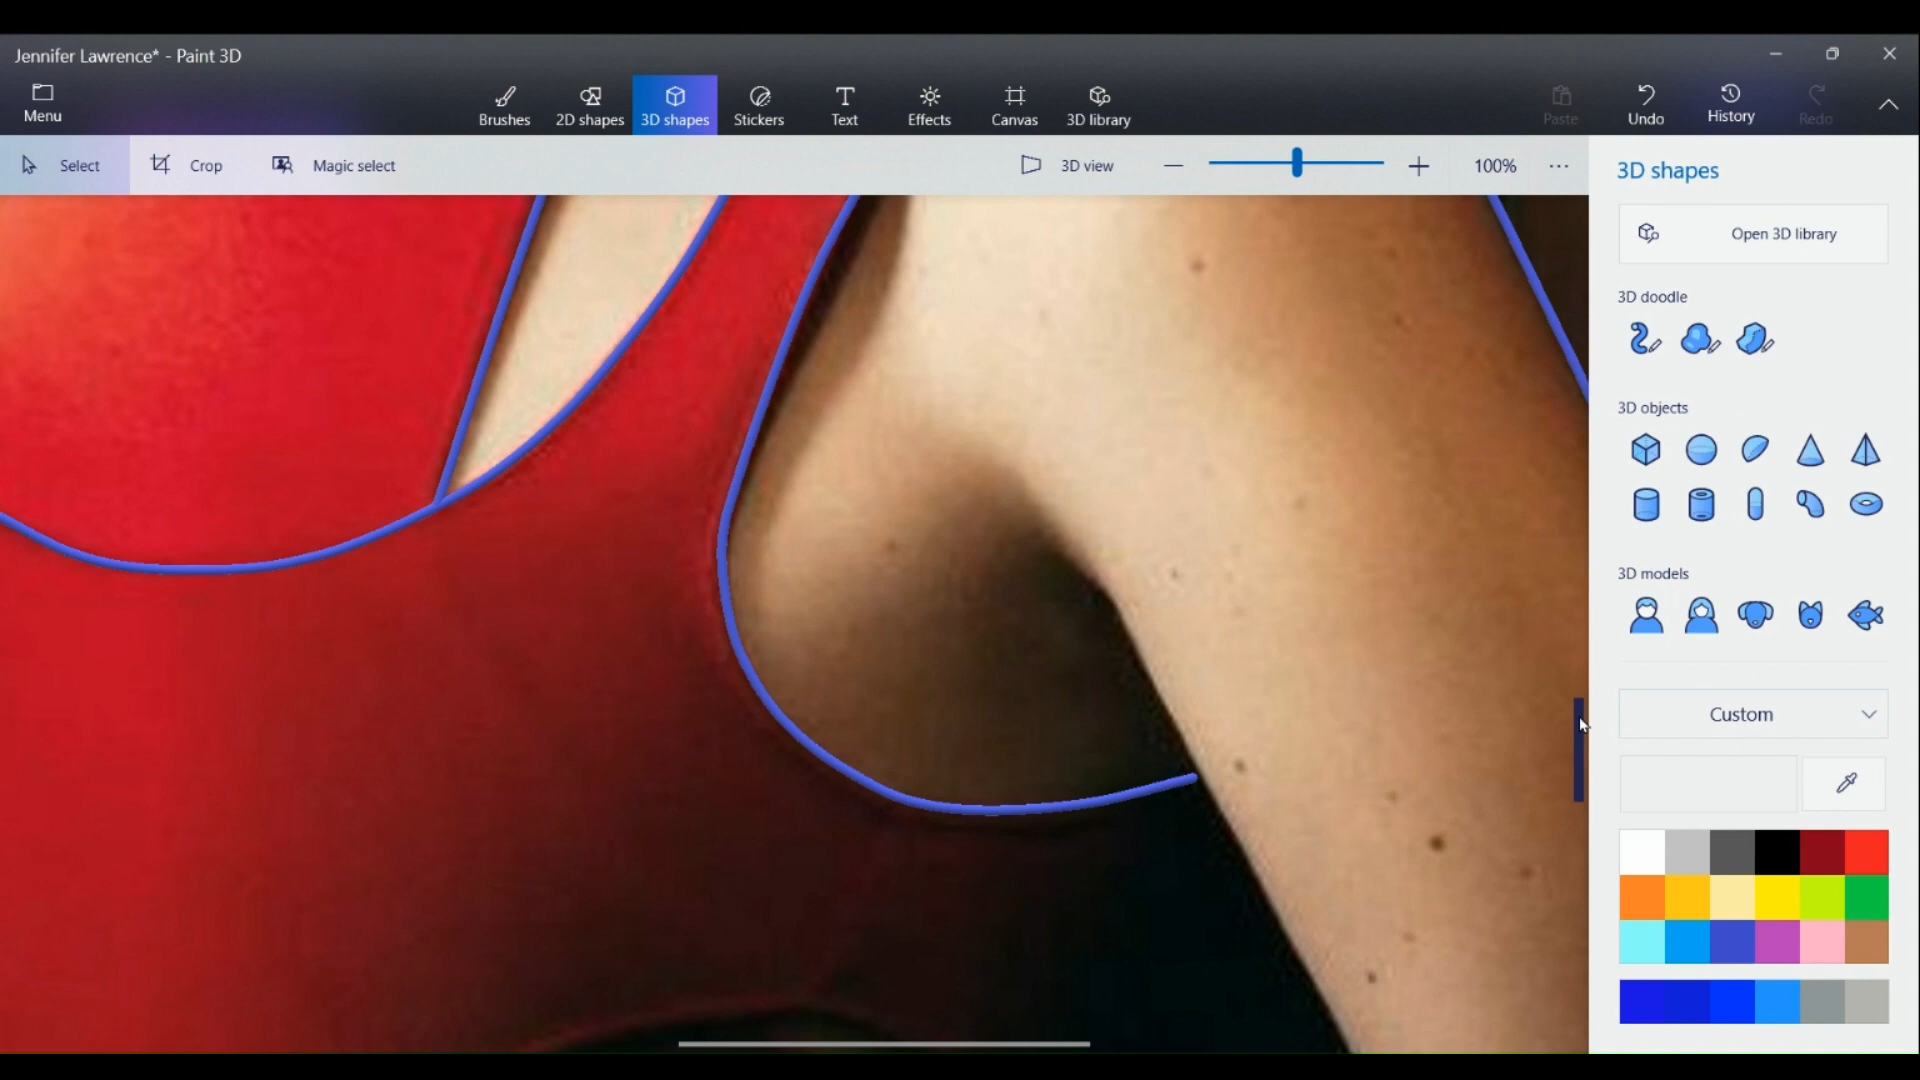 Jennifer Lawrence* - Paint 3D
Menu
Brushes
2D shapes
3D shapes
Stickers
Text
Effects
Canvas
3D library
Paste
Undo
History
Redo
Select
Crop
Magic select
3D view
100%
3D shapes
Open 3D library
3D doodle
3D objects
3D models
Custom